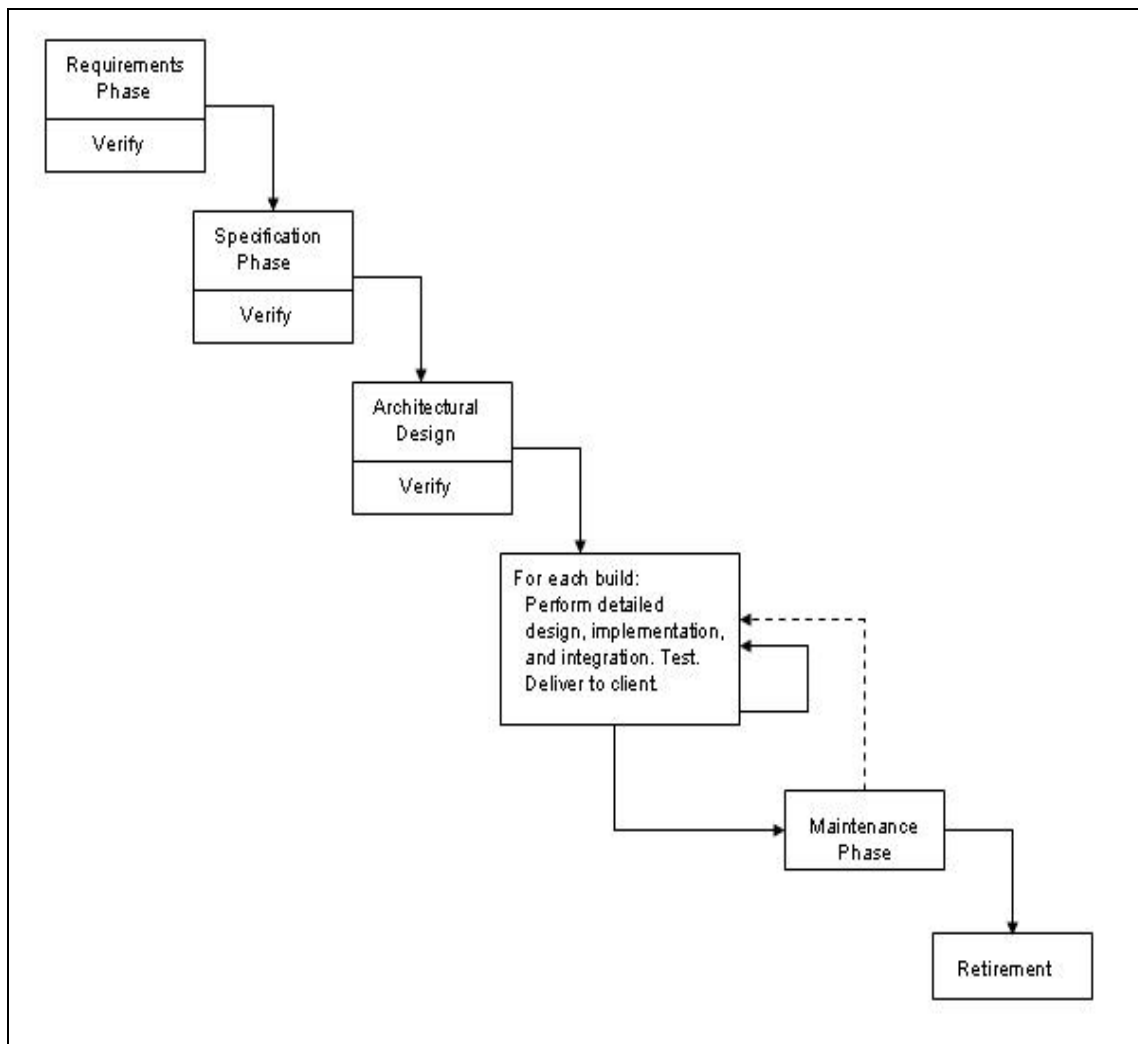 Requirements
Phase
Verify
Specification
Phase
Verify
Architectural
Design
Verify
For each build:
Perform detailed
design, implementation,
and integration. Test.
Deliver to client.
Maintenance
Phase
Retirement